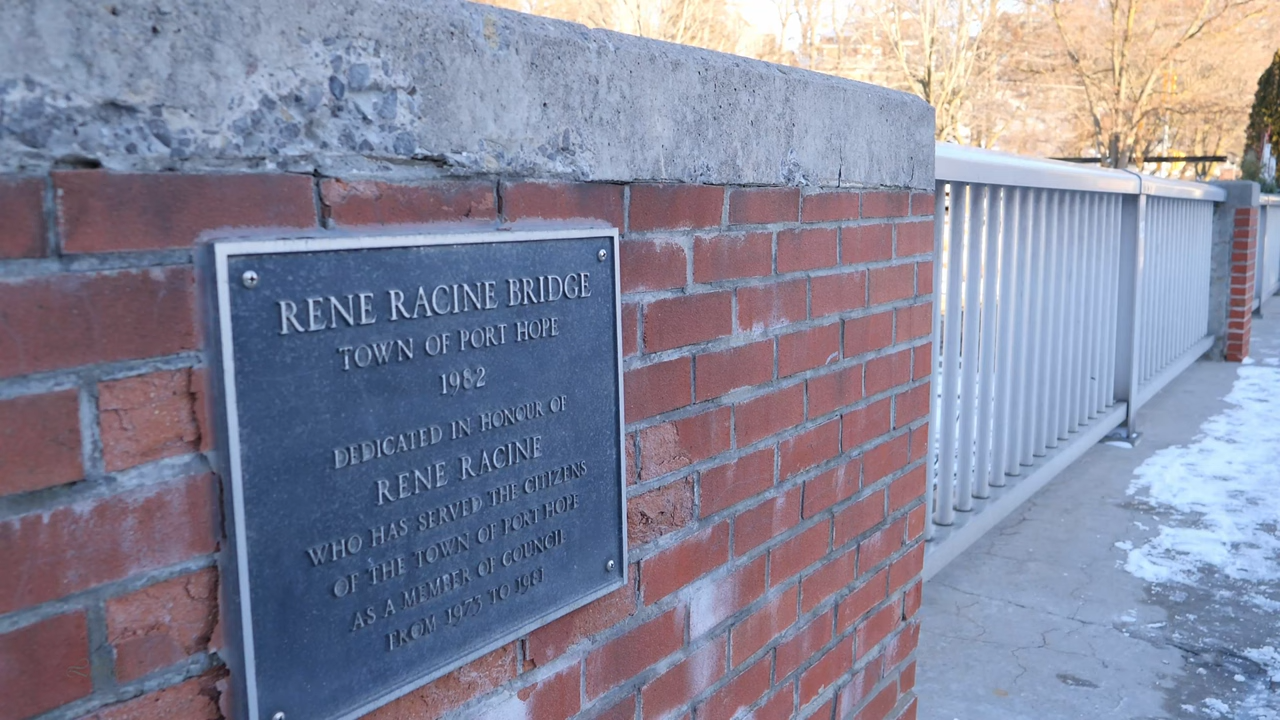 RENE RACINE BRIDGE
TOWN OF PORT HOPE
1982
DEDICATED IN HONOUR OF
RENE RACINE
WHO HAS SERVED THE CITIZENS
OF THE TOWN OF PORT HOPE
AS A MEMBER OF COUNCIL
FROM 1975 TO 1981